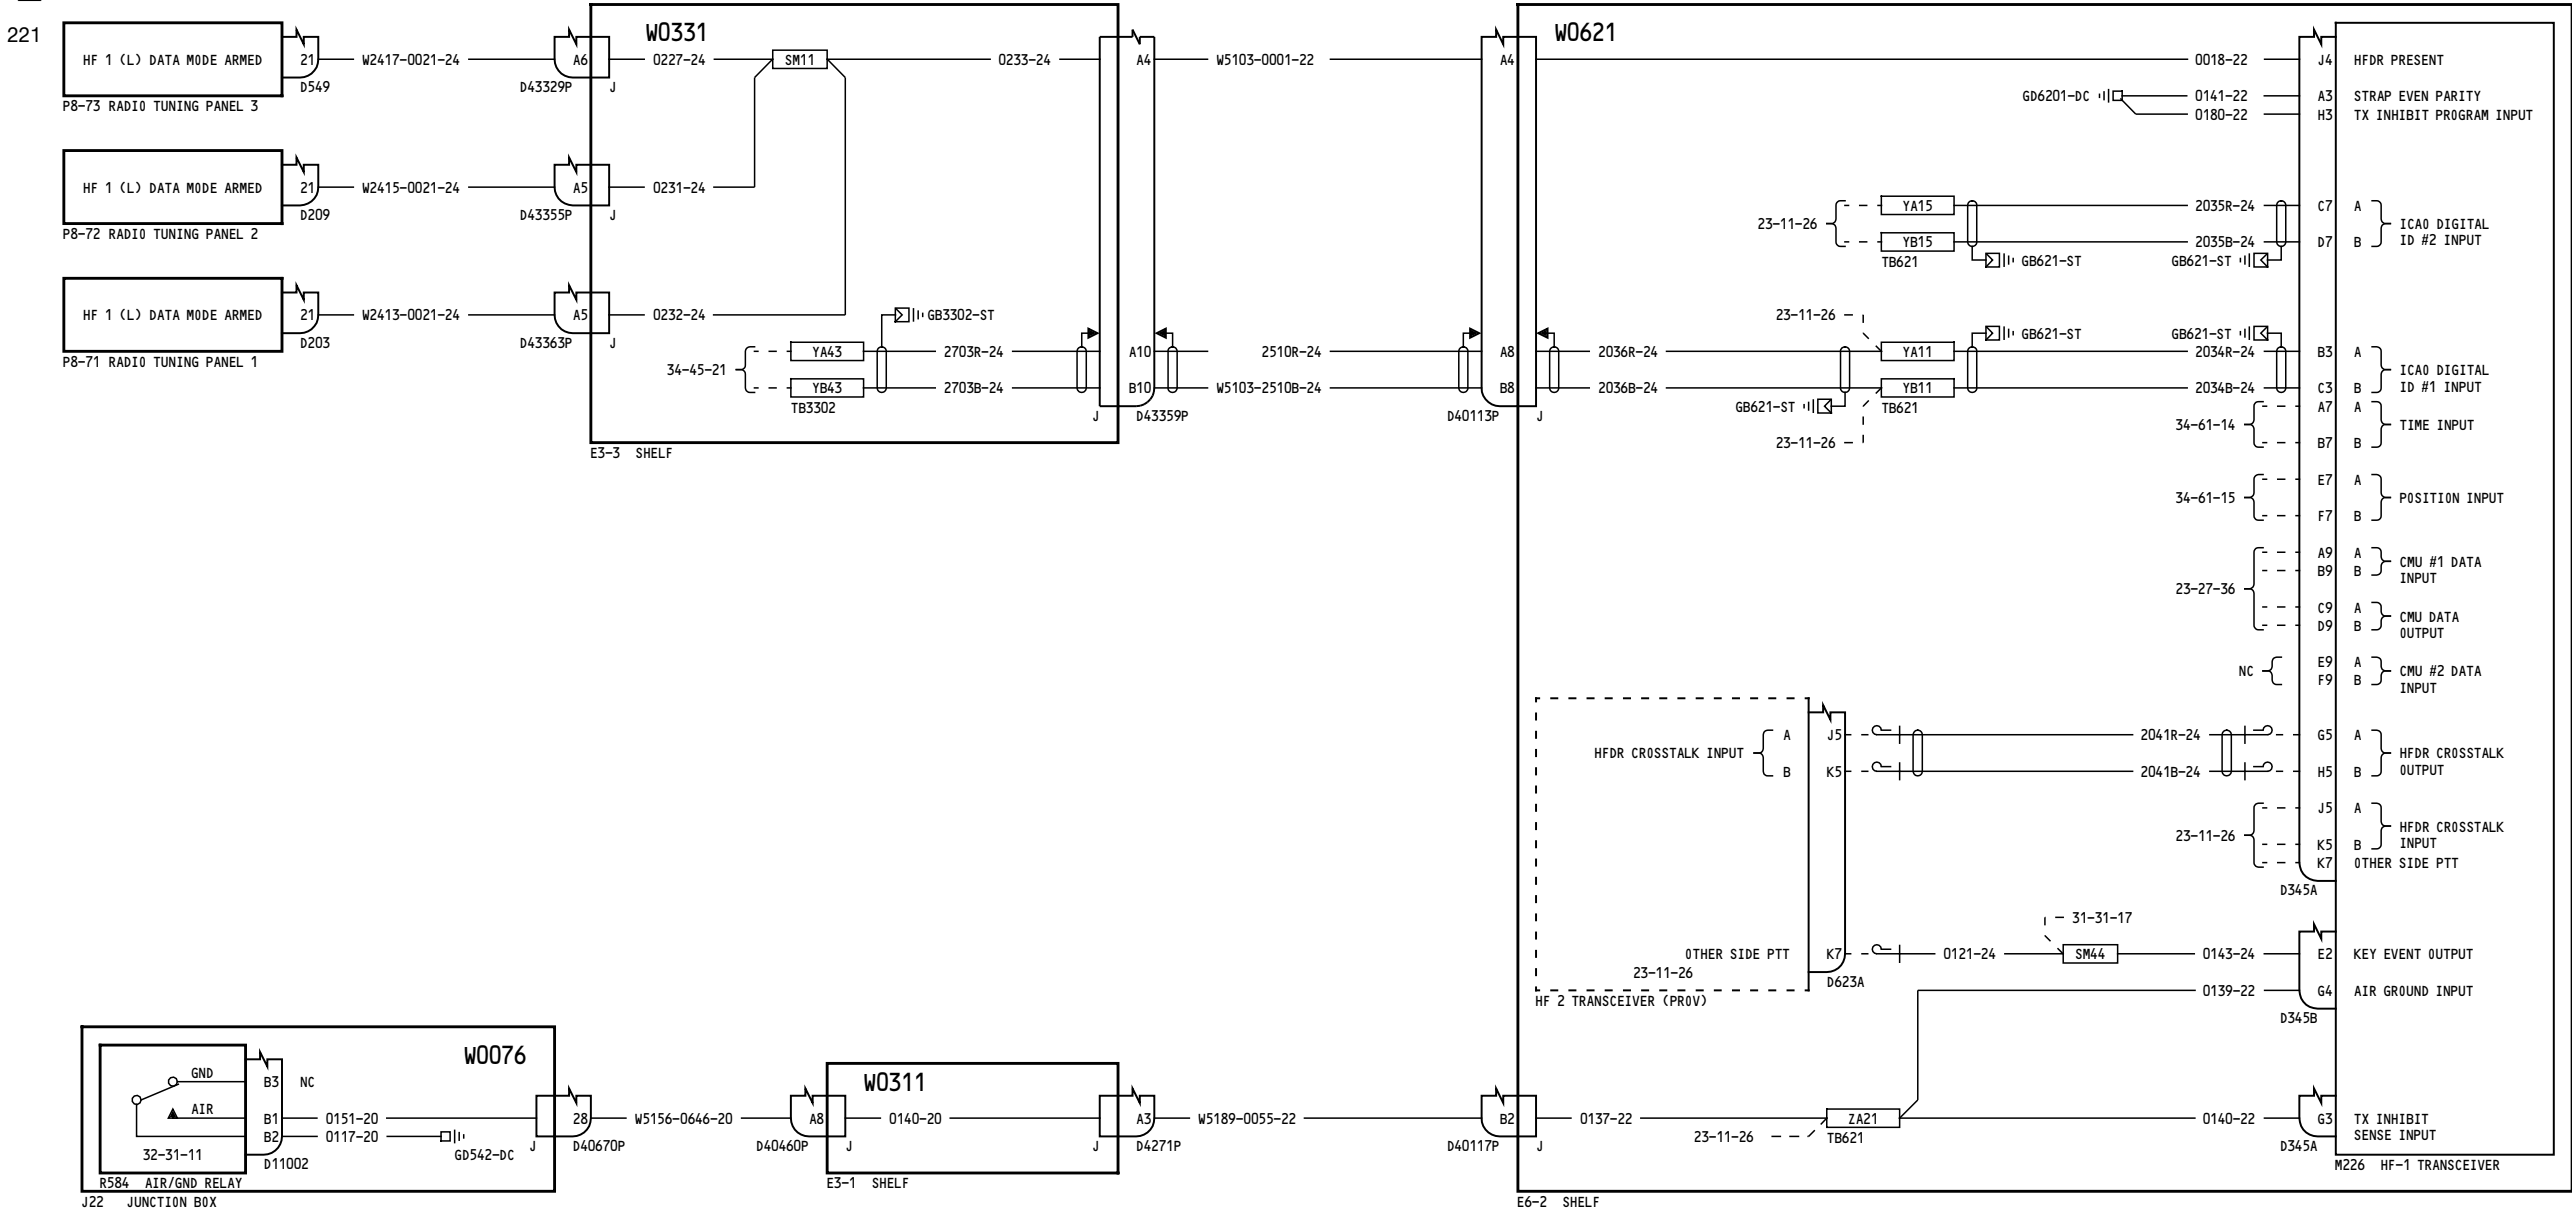 221
HF 1 (L) DATA MODE ARMED
21
D549
P8-73 RADIO TUNING PANEL 3
W2417-0021-24
A6
D43329P
J
HF 1 (L) DATA MODE ARMED
21
D209
P8-72 RADIO TUNING PANEL 2
W2415-0021-24
A5
D43355P
J
HF 1 (L) DATA MODE ARMED
21
D203
P8-71 RADIO TUNING PANEL 1
W2413-0021-24
A5
D43363P
J
W0331
0227-24
SM11
0233-24
0231-24
0232-24
GB3302-ST
34-45-21
YA43
2703R-24
YB43
2703B-24
TB3302
E3-3 SHELF
A4
A10
B10
J
D43359P
W5103-0001-22
2510R-24
W5103-2510B-24
A4
A8
B8
D40113P
J
W0621
0018-22
J4
HFDR PRESENT
GD6201-DC
0141-22
A3
STRAP EVEN PARITY
0180-22
H3
TX INHIBIT PROGRAM INPUT
23-11-26
YA15
2035R-24
C7
A
YB15
2035B-24
D7
B
ICAO DIGITAL
ID #2 INPUT
TB621
GB621-ST
GB621-ST
23-11-26
GB621-ST
GB621-ST
2036R-24
YA11
2034R-24
B3
A
2036B-24
YB11
2034B-24
C3
B
ICAO DIGITAL
ID #1 INPUT
GB621-ST
TB621
23-11-26
34-61-14
A7
A
B7
B
TIME INPUT
34-61-15
E7
A
F7
B
POSITION INPUT
23-27-36
A9
A
B9
B
CMU #1 DATA
INPUT
C9
A
D9
B
CMU DATA
OUTPUT
NC
E9
A
F9
B
CMU #2 DATA
INPUT
HFDR CROSSTALK INPUT
A
J5
B
K5
2041R-24
G5
A
2041B-24
H5
B
HFDR CROSSTALK
OUTPUT
23-11-26
J5
A
K5
B
HFDR CROSSTALK
INPUT
K7
OTHER SIDE PTT
D345A
31-31-17
OTHER SIDE PTT
K7
0121-24
SM44
0143-24
E2
KEY EVENT OUTPUT
23-11-26
D623A
HF 2 TRANSCEIVER (PROV)
0139-22
G4
AIR GROUND INPUT
D345B
W0076
GND
B3
NC
AIR
B1
0151-20
B2
0117-20
GD542-DC
32-31-11
D11002
R584 AIR/GND RELAY
J22 JUNCTION BOX
J
28
D40670P
W5156-0646-20
A8
D40460P
J
W0311
0140-20
E3-1 SHELF
J
A3
D4271P
W5189-0055-22
B2
D40117P
J
0137-22
ZA21
TB621
23-11-26
0140-22
G3
TX INHIBIT
SENSE INPUT
D345A
M226 HF-1 TRANSCEIVER
E6-2 SHELF